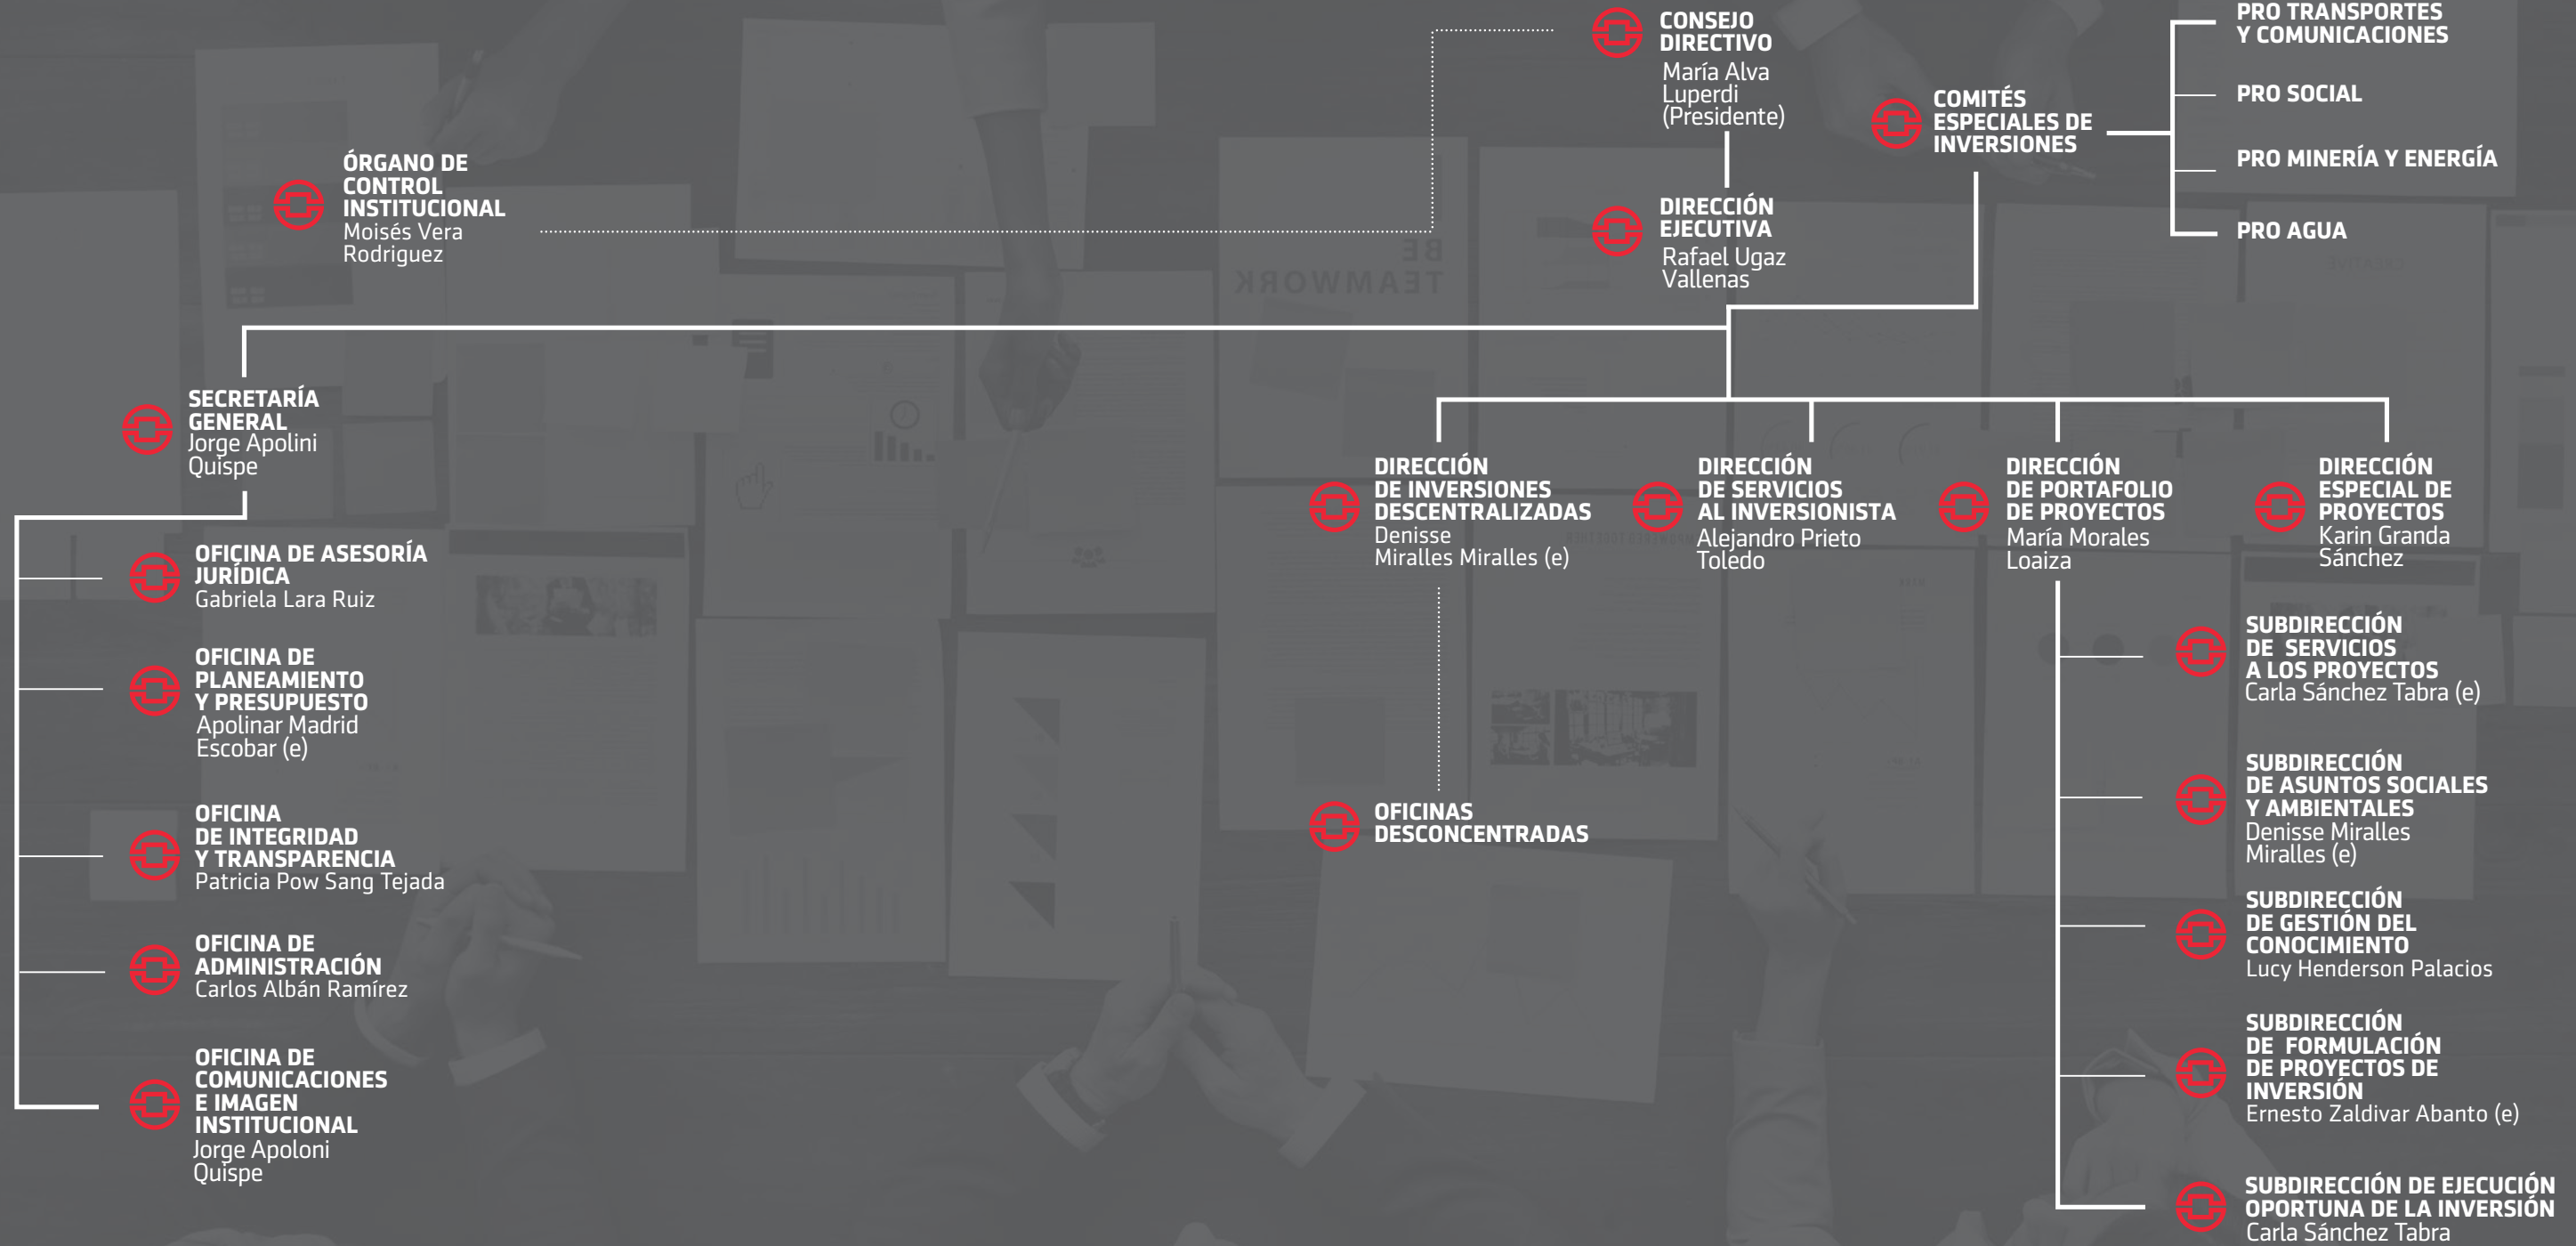 CONSEJO
DIRECTIVO
María Alva
Luperdi
(Presidente)
COMITÉS
ESPECIALES DE
INVERSIONES
PRO TRANSPORTES
Y COMUNICACIONES
PRO SOCIAL
PRO MINERÍA Y ENERGÍA
PRO AGUA
ÓRGANO DE
CONTROL
INSTITUCIONAL
Moisés Vera
Rodriguez
DIRECCIÓN
EJECUTIVA
Rafael Ugaz
Vallenas
BE
TEAMWORK
SECRETARÍA
GENERAL
Jorge Apolini
Quispe
OFICINA DE ASESORÍA
JURÍDICA
Gabriela Lara Ruiz
OFICINA DE
PLANEAMIENTO
Y PRESUPUESTO
Apolinar Madrid
Escobar (e)
OFICINA
DE INTEGRIDAD
Y TRANSPARENCIA
Patricia Pow Sang Tejada
OFICINA DE
ADMINISTRACIÓN
Carlos Albán Ramírez
OFICINA DE
COMUNICACIONES
E IMAGEN
INSTITUCIONAL
Jorge Apoloni
Quispe
DIRECCIÓN
DE INVERSIONES
DESCENTRALIZADAS
Denisse
Miralles Miralles (e)
OFICINAS
DESCONCENTRADAS
DIRECCIÓN
DE SERVICIOS
AL INVERSIONISTA
Alejandro Prieto
Toledo
DIRECCIÓN
DE PORTAFOLIO
DE PROYECTOS
María Morales
Loaiza
DIRECCIÓN
ESPECIAL DE
PROYECTOS
Karin Granda
Sánchez
SUBDIRECCIÓN
DE SERVICIOS
A LOS PROYECTOS
Carla Sánchez Tabra (e)
SUBDIRECCIÓN
DE ASUNTOS SOCIALES
Y AMBIENTALES
Denisse Miralles
Miralles (e)
SUBDIRECCIÓN
DE GESTIÓN DEL
CONOCIMIENTO
Lucy Henderson Palacios
SUBDIRECCIÓN
DE FORMULACIÓN
DE PROYECTOS DE
INVERSIÓN
Ernesto Zaldivar Abanto (e)
SUBDIRECCIÓN DE EJECUCIÓN
OPORTUNA DE LA INVERSIÓN
Carla Sánchez Tabra